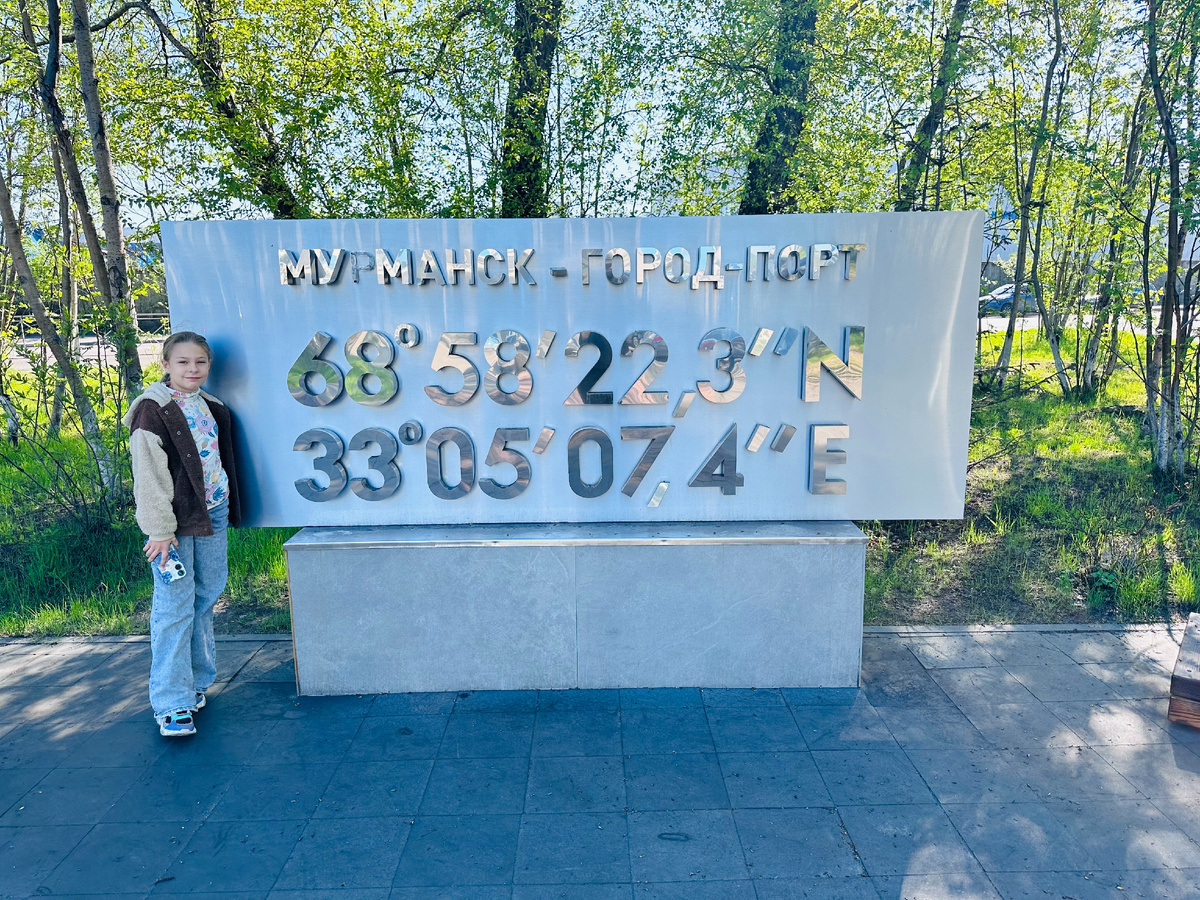 МУРМАНСК - ГОРОД-ПОРТ
68°58′22,3″N
33°05′07,4″E